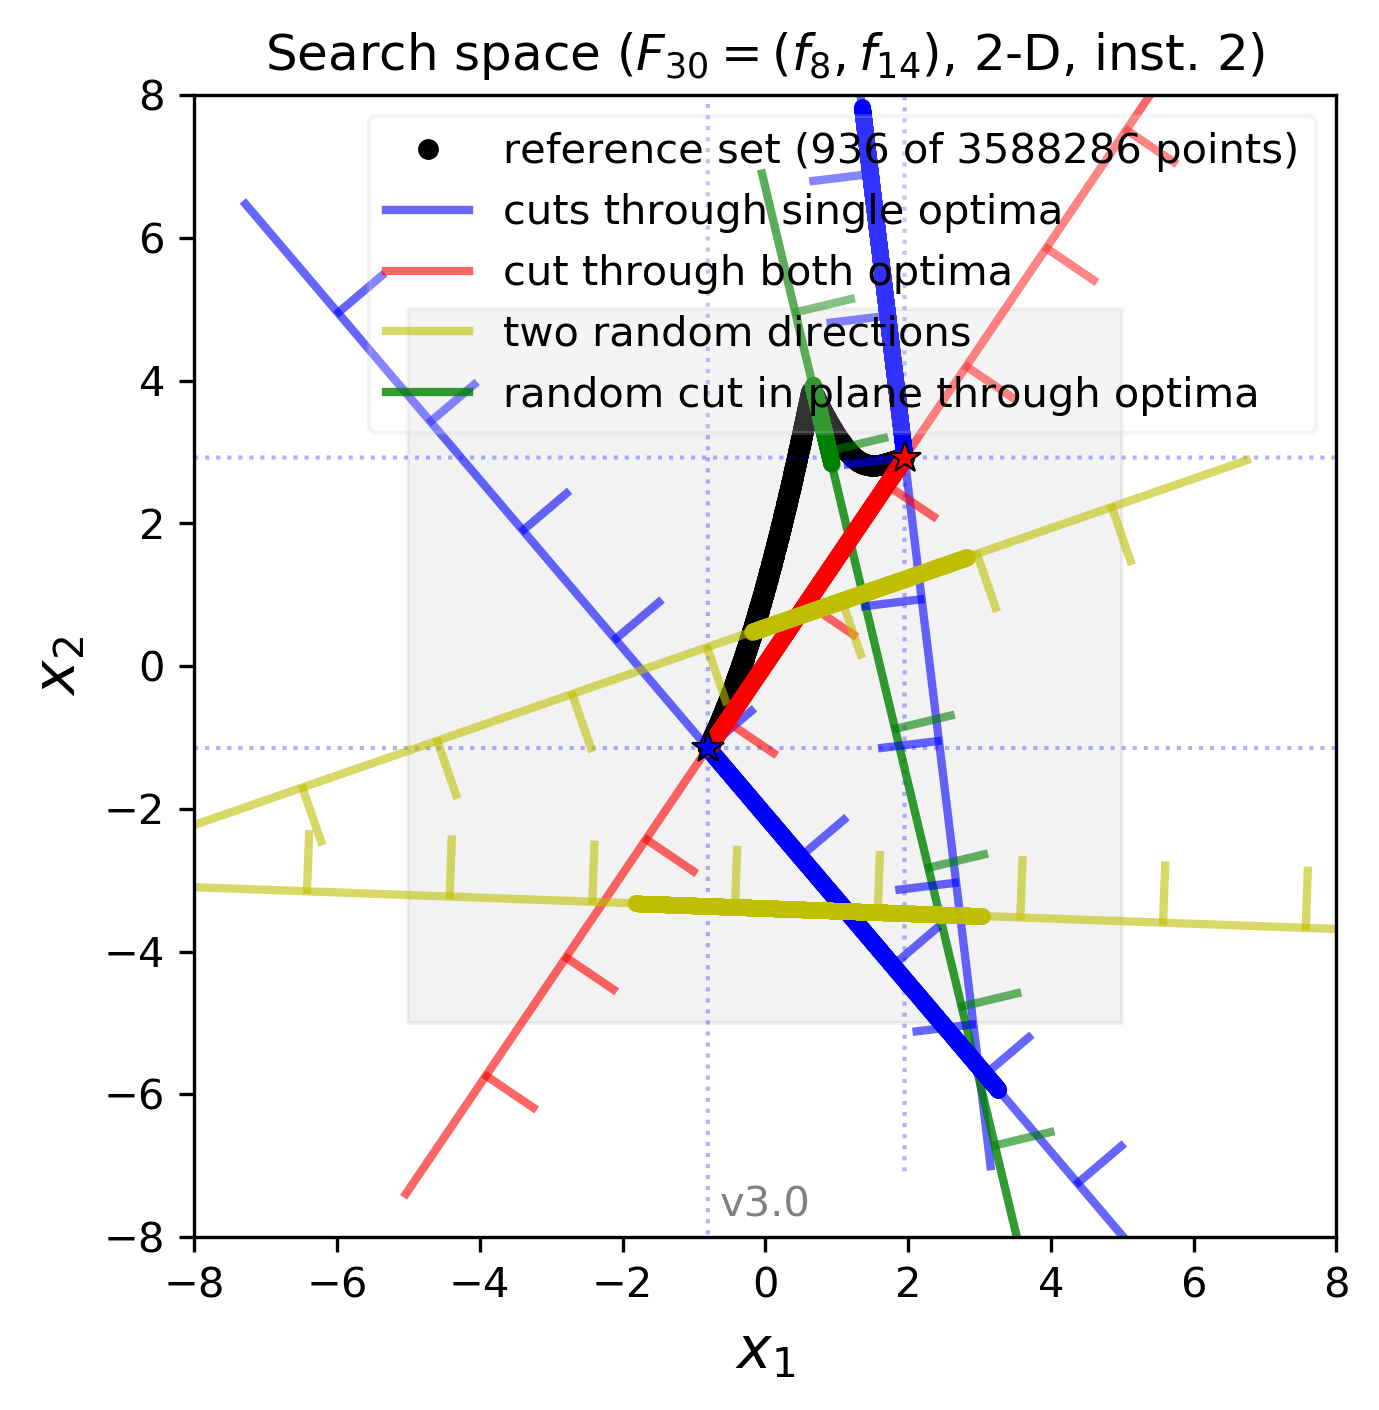 Search space (F30 = (f8, f14), 2-D, inst. 2)
reference set (936 of 3588286 points)
cuts through single optima
cut through both optima
two random directions
random cut in plane through optima
8
6
4
2
0
−2
−4
−6
−8
x2
v3.0
−8 −6 −4 −2 0 2 4 6 8
x1